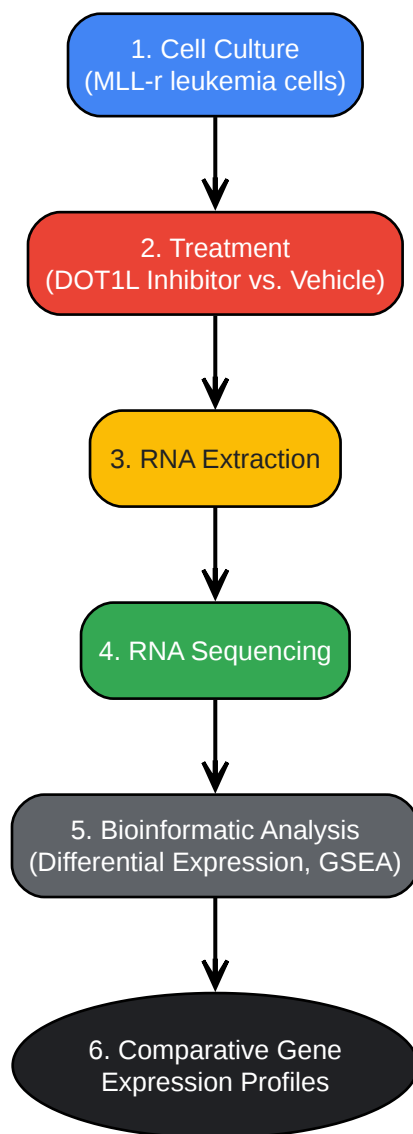 1. Cell Culture
(MLL-r leukemia cells)
2. Treatment
(DOT1L Inhibitor vs. Vehicle)
3. RNA Extraction
4. RNA Sequencing
5. Bioinformatic Analysis
(Differential Expression, GSEA)
6. Comparative Gene
Expression Profiles